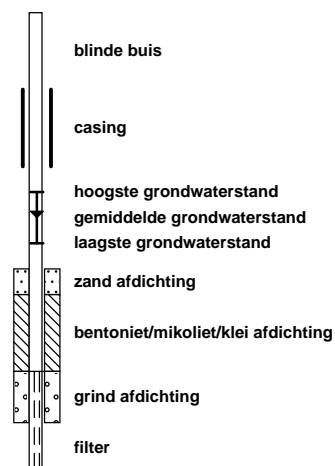 blinde buis
casing
hoogste grondwaterstand
gemiddelde grondwaterstand
laagste grondwaterstand
zand afdichting
bentoniet/mikoliet/klei afdichting
grind afdichting
filter